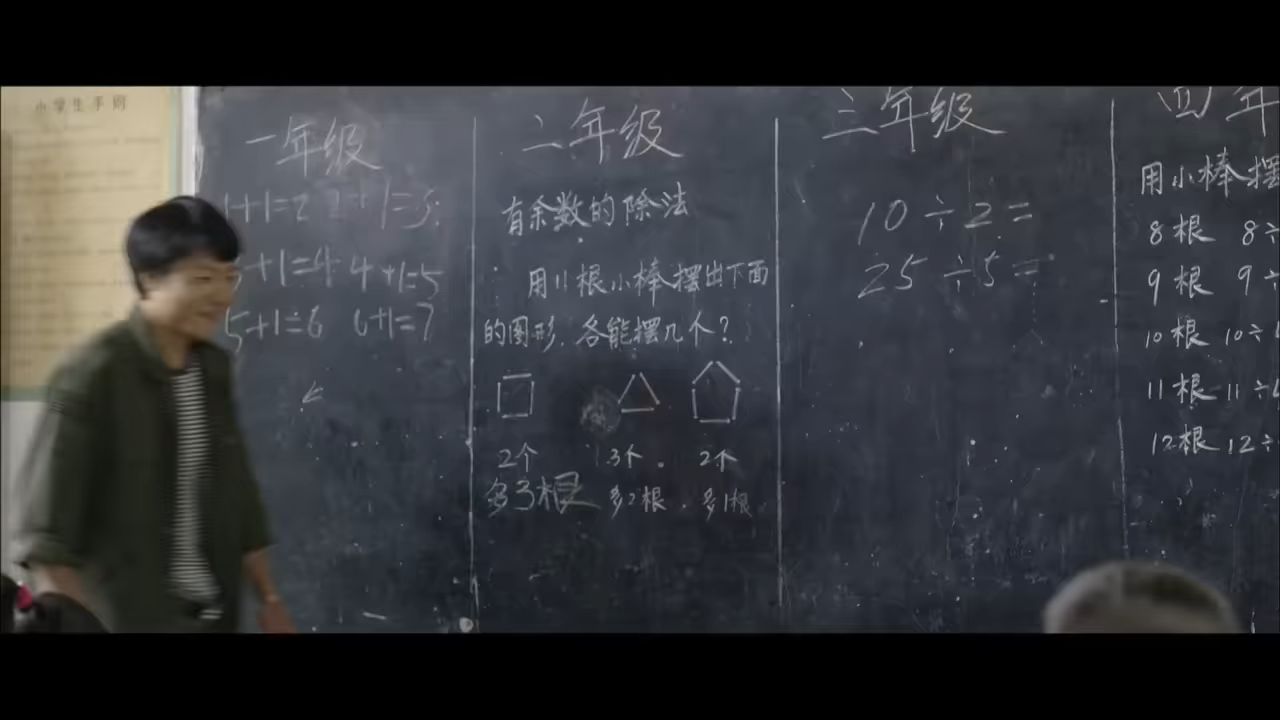 小学生手则
一年级
1+1=2 2+1=3
3+1=4 4+1=5
5+1=6 6+1=7
二年级
有余数的除法
用11根小棒摆出下面
的图形.各能摆几个?
2个 3个 2个
多3根 多2根 多1根
三年级
10÷2=
25÷5=
四年
用小棒摆
8根 8÷
9根 9÷
10根 10÷
11根 11÷
12根 12÷